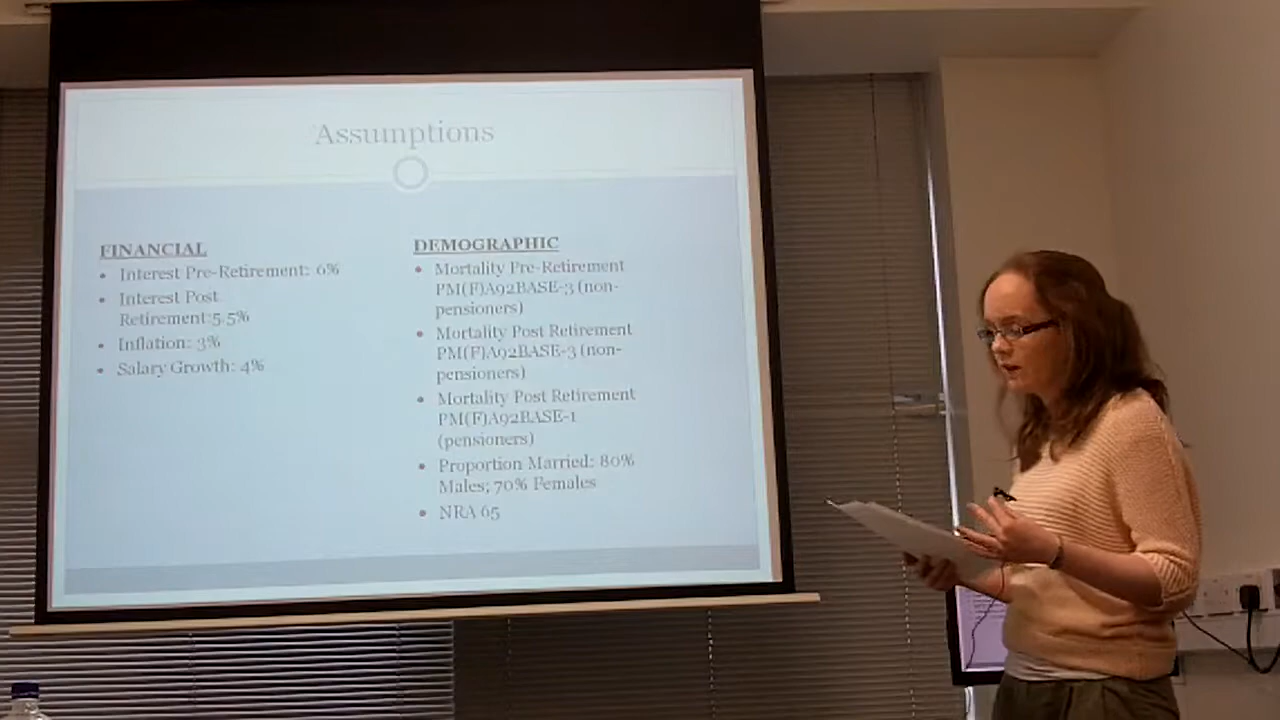 Assumptions
FINANCIAL
• Interest Pre-Retirement: 6%
• Interest Post
Retirement:5.5%
• Inflation: 3%
• Salary Growth: 4%
DEMOGRAPHIC
• Mortality Pre-Retirement
PM(F)A92BASE-3 (non-
pensioners)
• Mortality Post Retirement
PM(F)A92BASE-3 (non-
pensioners)
• Mortality Post Retirement
PM(F)A92BASE-1
(pensioners)
• Proportion Married: 80%
Males; 70% Females
• NRA 65